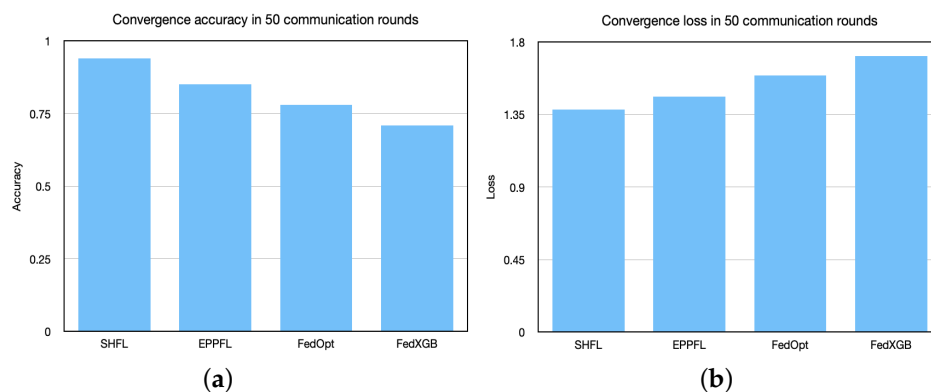 Convergence accuracy in 50 communication rounds
1
0.75
0.5
0.25
0
Accuracy
SHFL EPPFL FedOpt FedXGB
(a)
Convergence loss in 50 communication rounds
1.8
1.35
0.9
0.45
0
Loss
SHFL EPPFL FedOpt FedXGB
(b)